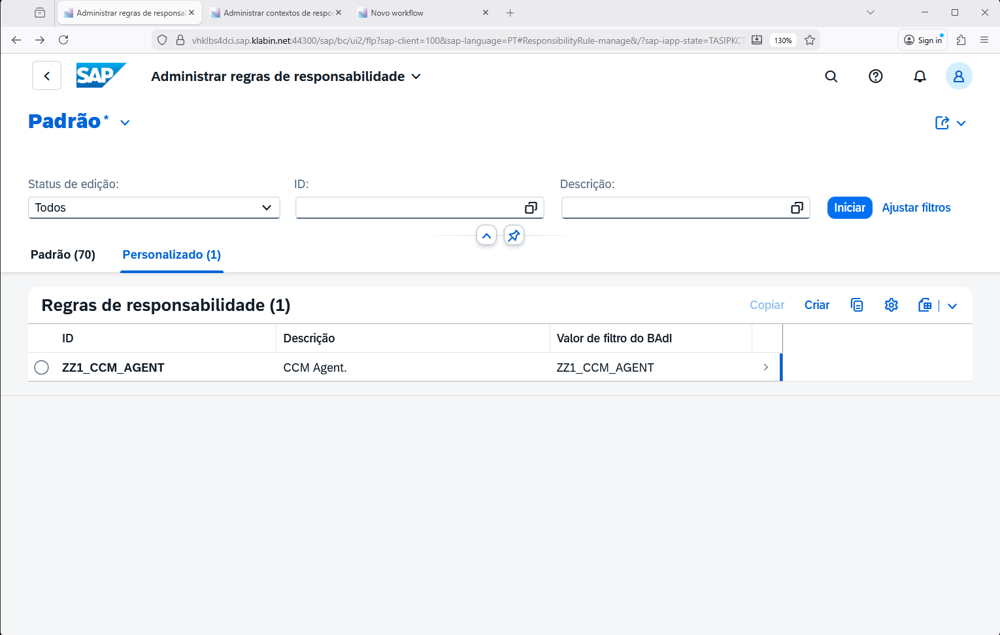 Administrar regras de responsa
Administrar contextos de respo
Novo workflow
vhklbs4dci.sap.klabin.net:44300/sap/bc/ui2/flp?sap-client=100&sap-language=PT#ResponsibilityRule-manage&/?sap-iapp-state=TASIPKCT
130%
Sign in
SAP
Administrar regras de responsabilidade
Padrão*
Status de edição:
ID:
Descrição:
Todos
Iniciar
Ajustar filtros
Padrão (70)
Personalizado (1)
Regras de responsabilidade (1)
Copiar
Criar
ID
Descrição
Valor de filtro do BAdI
ZZ1_CCM_AGENT
CCM Agent.
ZZ1_CCM_AGENT